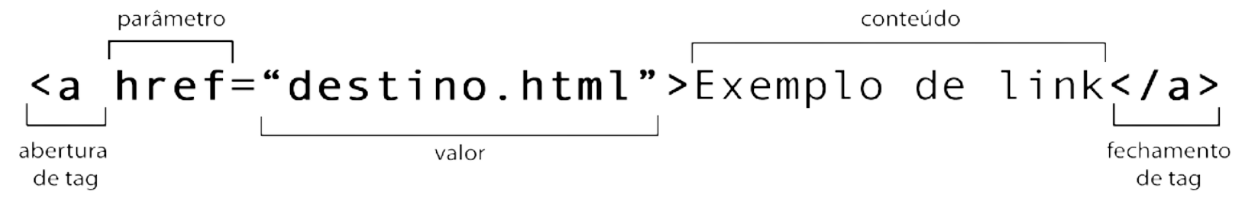 parâmetro
conteúdo
<a href=“destino.html”>Exemplo de link</a>
abertura
de tag
valor
fechamento
de tag